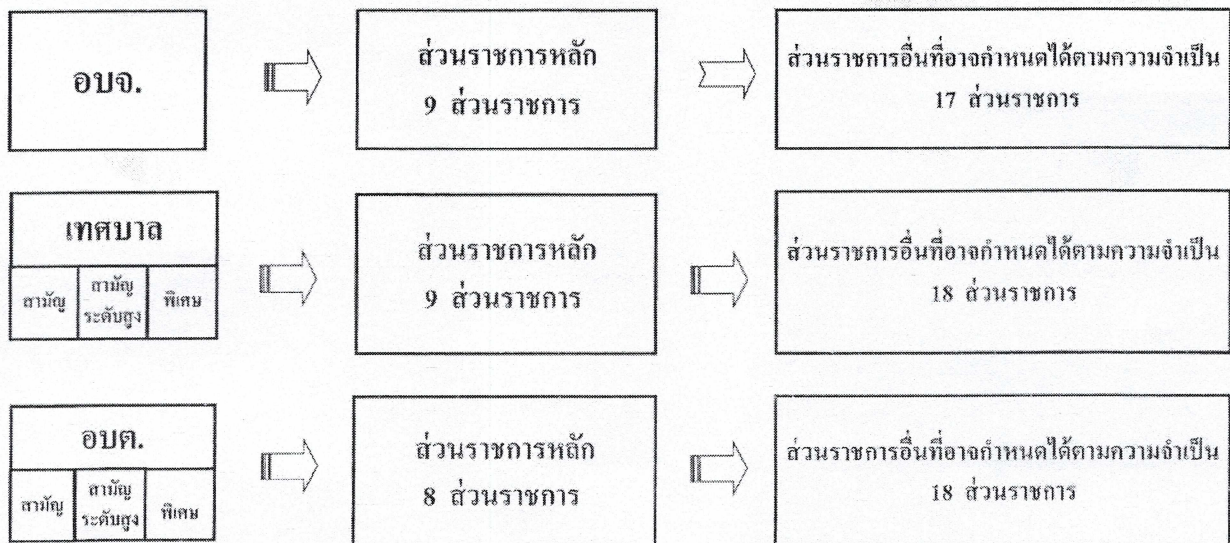 อบจ.
ส่วนราชการหลัก
9 ส่วนราชการ
ส่วนราชการอื่นที่อาจกำหนดได้ตามความจำเป็น
17 ส่วนราชการ
เทศบาล
สามัญ
สามัญ
ระดับสูง
พิเศษ
ส่วนราชการหลัก
9 ส่วนราชการ
ส่วนราชการอื่นที่อาจกำหนดได้ตามความจำเป็น
18 ส่วนราชการ
อบต.
สามัญ
สามัญ
ระดับสูง
พิเศษ
ส่วนราชการหลัก
8 ส่วนราชการ
ส่วนราชการอื่นที่อาจกำหนดได้ตามความจำเป็น
18 ส่วนราชการ